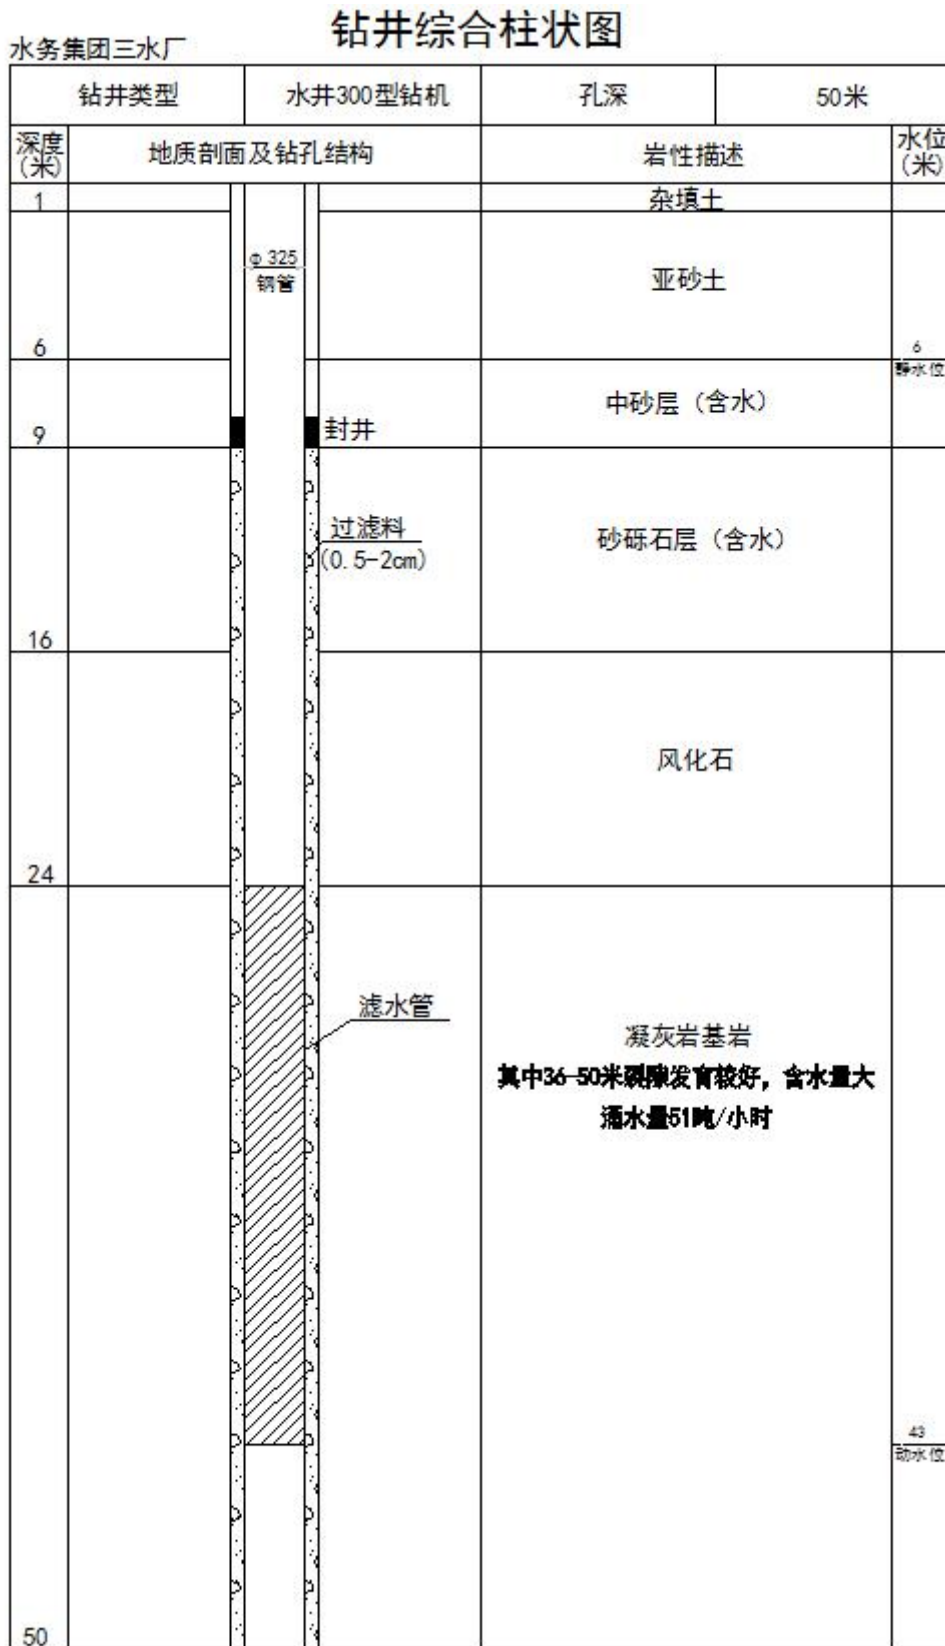 钻井综合柱状图
水务集团三水厂
钻井类型
水井300型钻机
孔深
50米
深度
(米)
地质剖面及钻孔结构
岩性描述
水位
(米)
1
杂填土
φ325
钢管
亚砂土
6
6
静水位
中砂层（含水）
9
封井
过滤料
(0.5-2cm)
砂砾石层（含水）
16
风化石
24
滤水管
凝灰岩基岩
其中36-50米裂隙发育较好，含水量大
涌水量51吨/小时
43
动水位
50